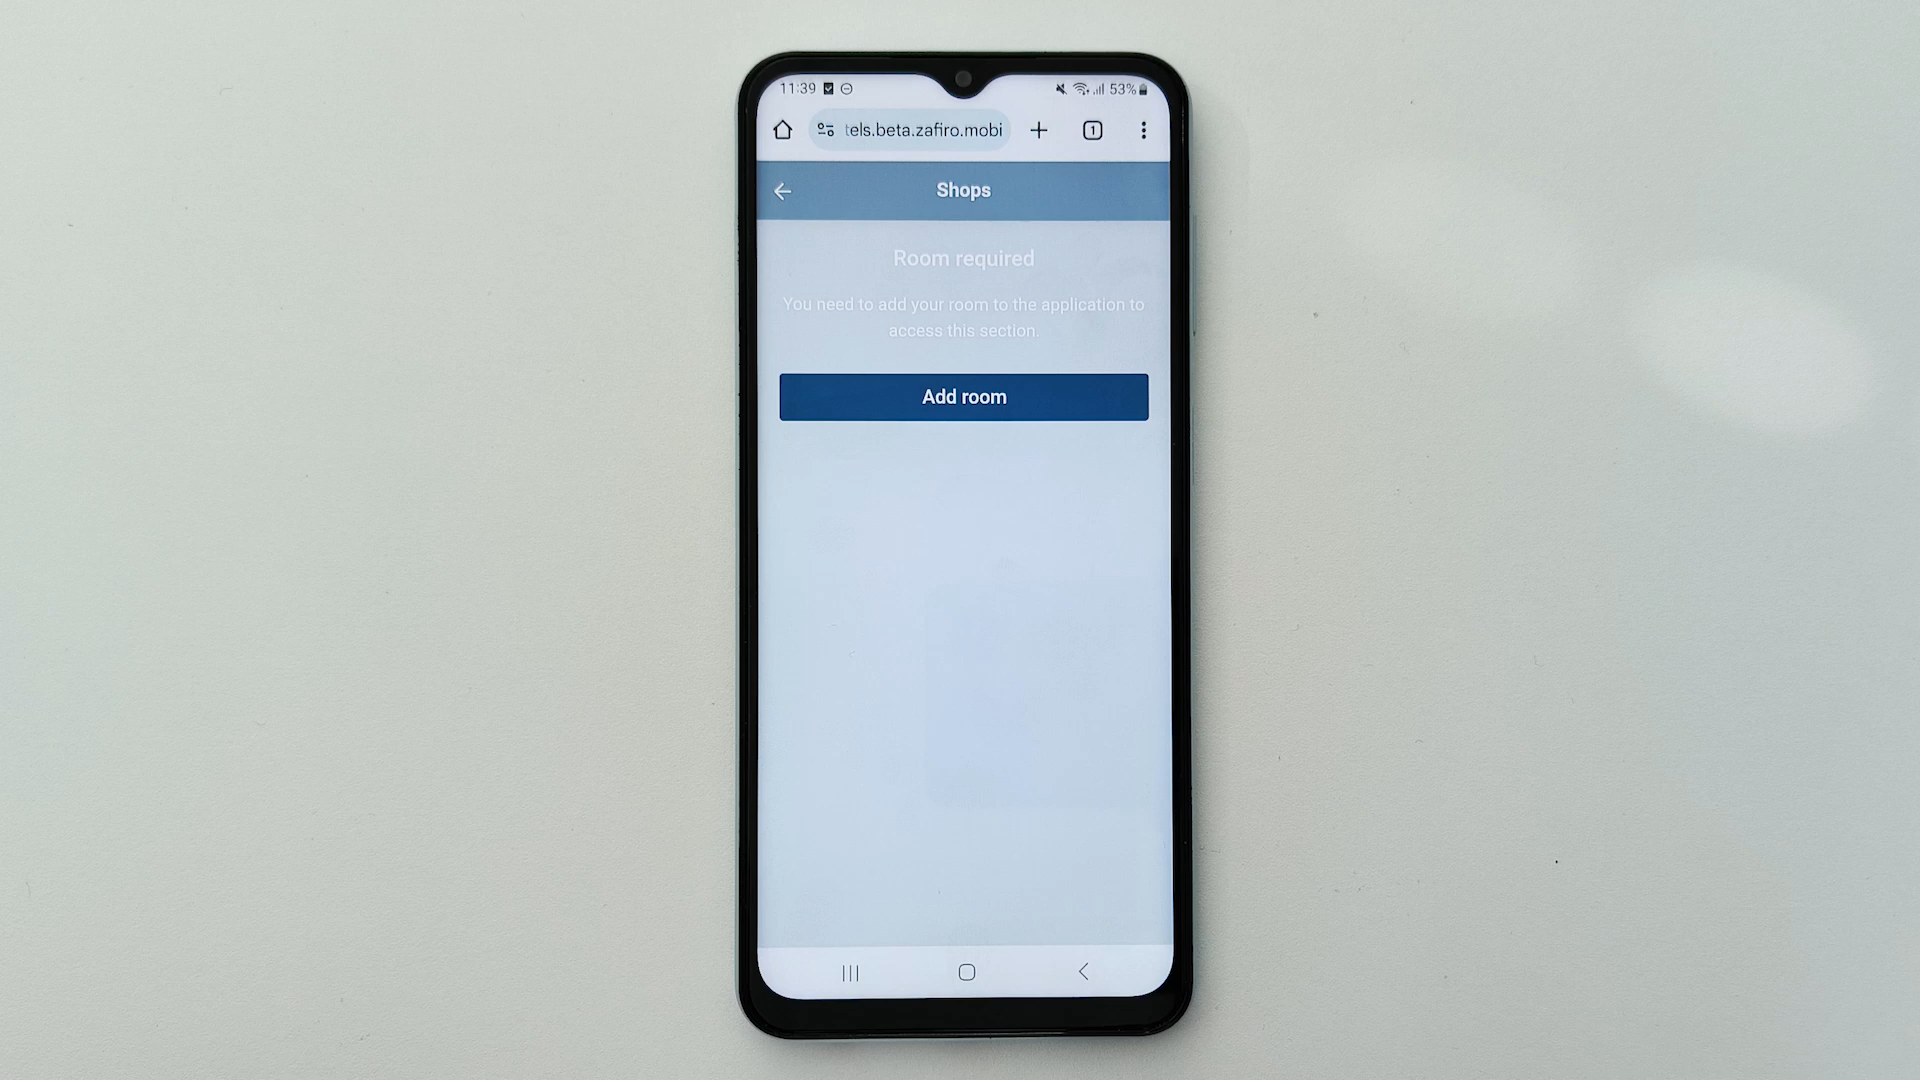 11:39 53%
tels.beta.zafiro.mobi 1
Shops
Room required
You need to add your room to the application to
access this section.
Add room